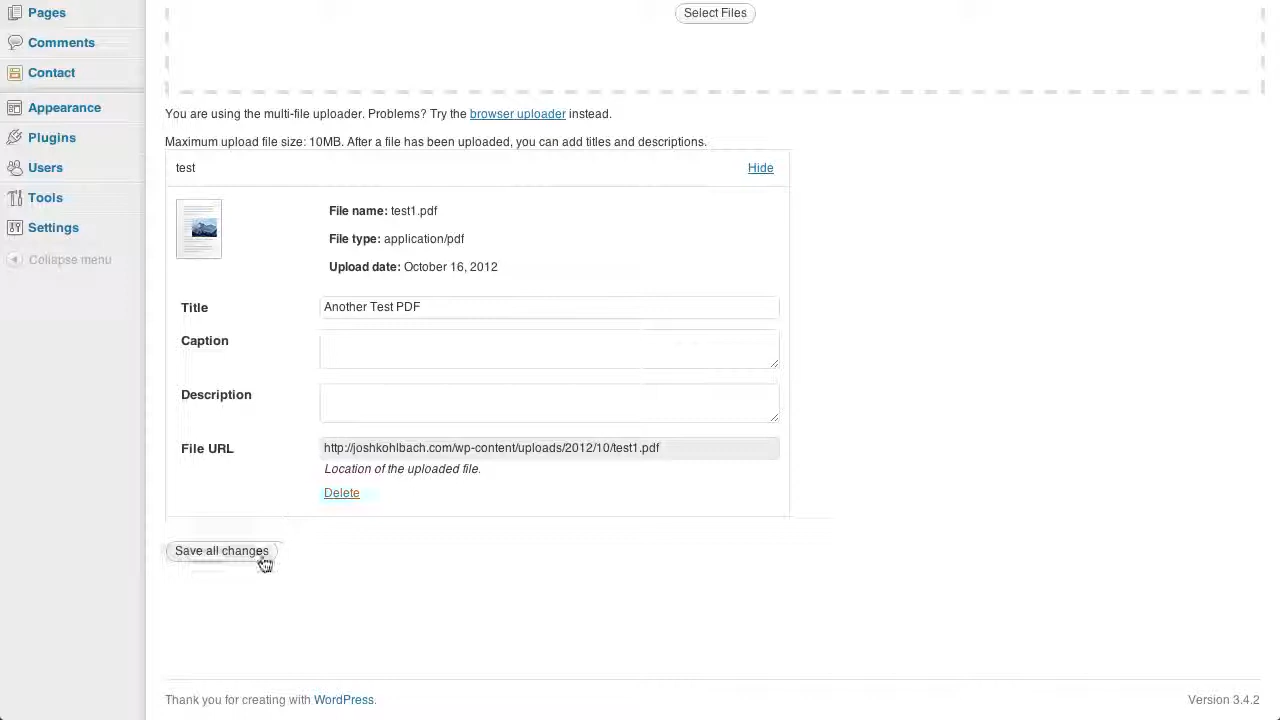 Pages
Comments
Contact
Appearance
Plugins
Users
Tools
Settings
Collapse menu
Select Files
You are using the multi-file uploader. Problems? Try the browser uploader instead.
Maximum upload file size: 10MB. After a file has been uploaded, you can add titles and descriptions.
test Hide
File name: test1.pdf
File type: application/pdf
Upload date: October 16, 2012
Title Another Test PDF
Caption
Description
File URL http://joshkohlbach.com/wp-content/uploads/2012/10/test1.pdf
Location of the uploaded file.
Delete
Save all changes
Thank you for creating with WordPress. Version 3.4.2